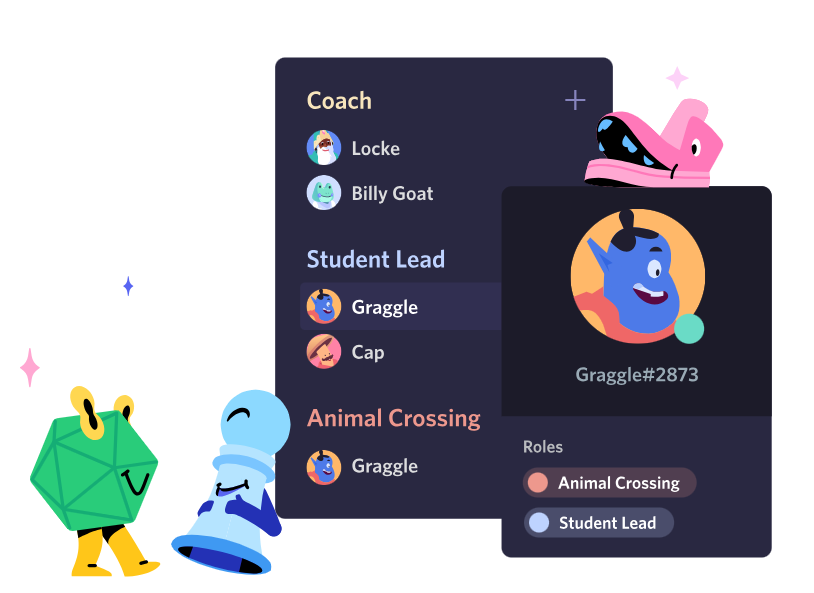 Coach
Locke
Billy Goat
Student Lead
Graggle
Cap
Animal Crossing
Graggle
Graggle#2873
Roles
Animal Crossing
Student Lead